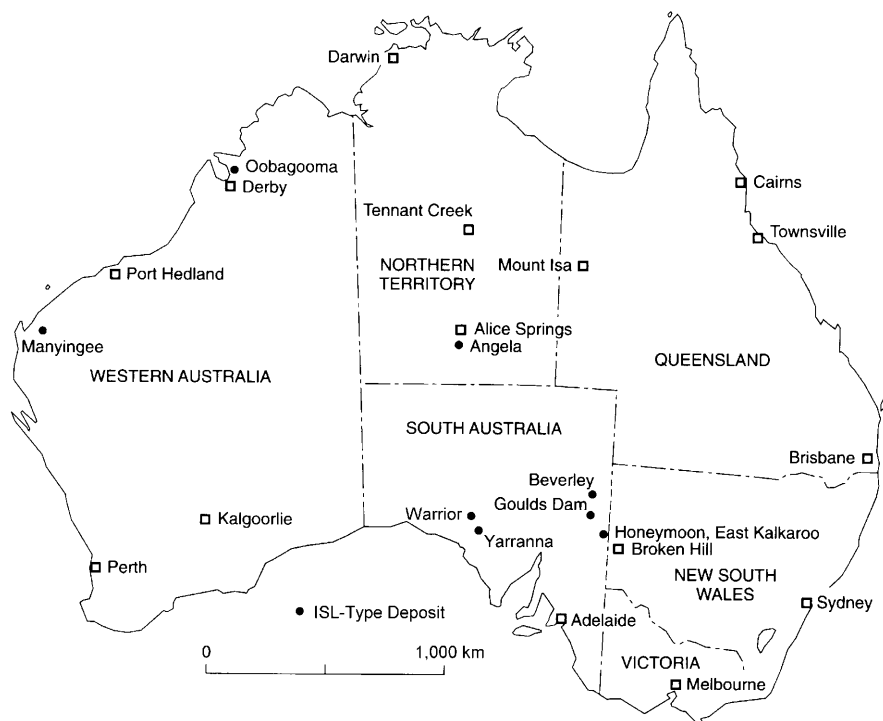 Darwin
Oobagooma
Derby
Cairns
Tennant Creek
Townsville
Port Hedland
NORTHERN
TERRITORY
Mount Isa
Manyingee
Alice Springs
Angela
WESTERN AUSTRALIA
QUEENSLAND
SOUTH AUSTRALIA
Brisbane
Beverley
Goulds Dam
Warrior
Kalgoorlie
Yarranna
Honeymoon, East Kalkaroo
Broken Hill
Perth
NEW SOUTH
WALES
ISL-Type Deposit
Sydney
Adelaide
0 1,000 km
VICTORIA
Melbourne